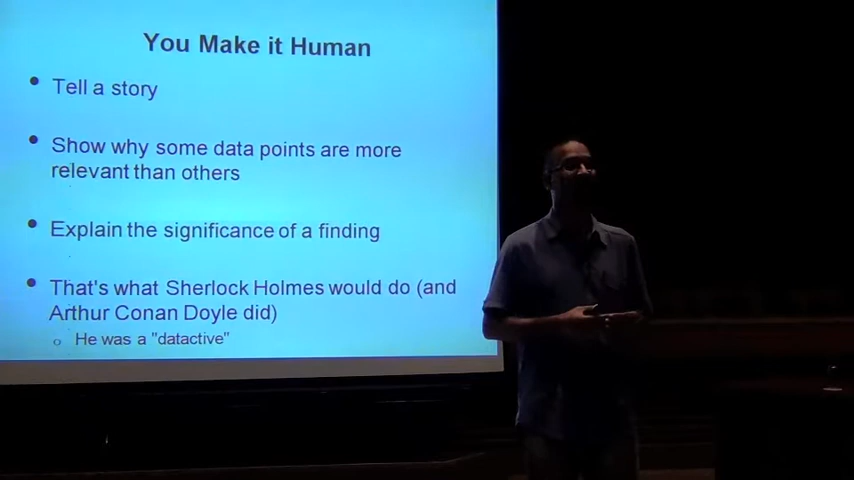 You Make it Human
• Tell a story
• Show why some data points are more
relevant than others
• Explain the significance of a finding
• That's what Sherlock Holmes would do (and
Arthur Conan Doyle did)
o He was a "datactive"